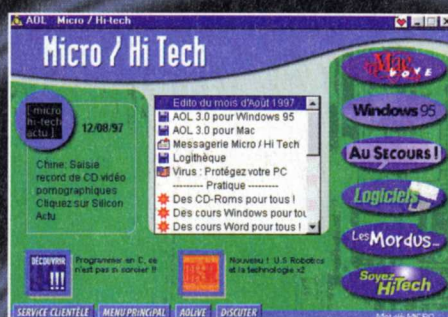 AOL Micro / Hi-tech
Micro / Hi Tech
[-micro
hi-tech
actu ]
12/08/97
Chine: Saisie
record de CD vidéo
pornographiques
Cliquez sur Silicon
Actu
Edito du mois d'Août 1997
AOL 3.0 pour Windows 95
AOL 3.0 pour Mac
Messagerie Micro / Hi Tech
Logithèque
Virus : Protégez votre PC
--------- Pratique ---------
Des CD-Roms pour tous !
Des cours Windows pour tou
Des cours Word pour tous !
Mac
DOVE
Windows 95
AU SECOURS !
Logiciels
Les Mordus...
Soyez
HiTech
DÉCOUVRIR
!!!
Programmer en C, ce
n'est pas si sorcier !!
Nouveau ! U.S Robotics
et la technologie x2
SERVICE CLIENTÈLE
MENU PRINCIPAL
AOLIVE
DISCUTER
MICRO